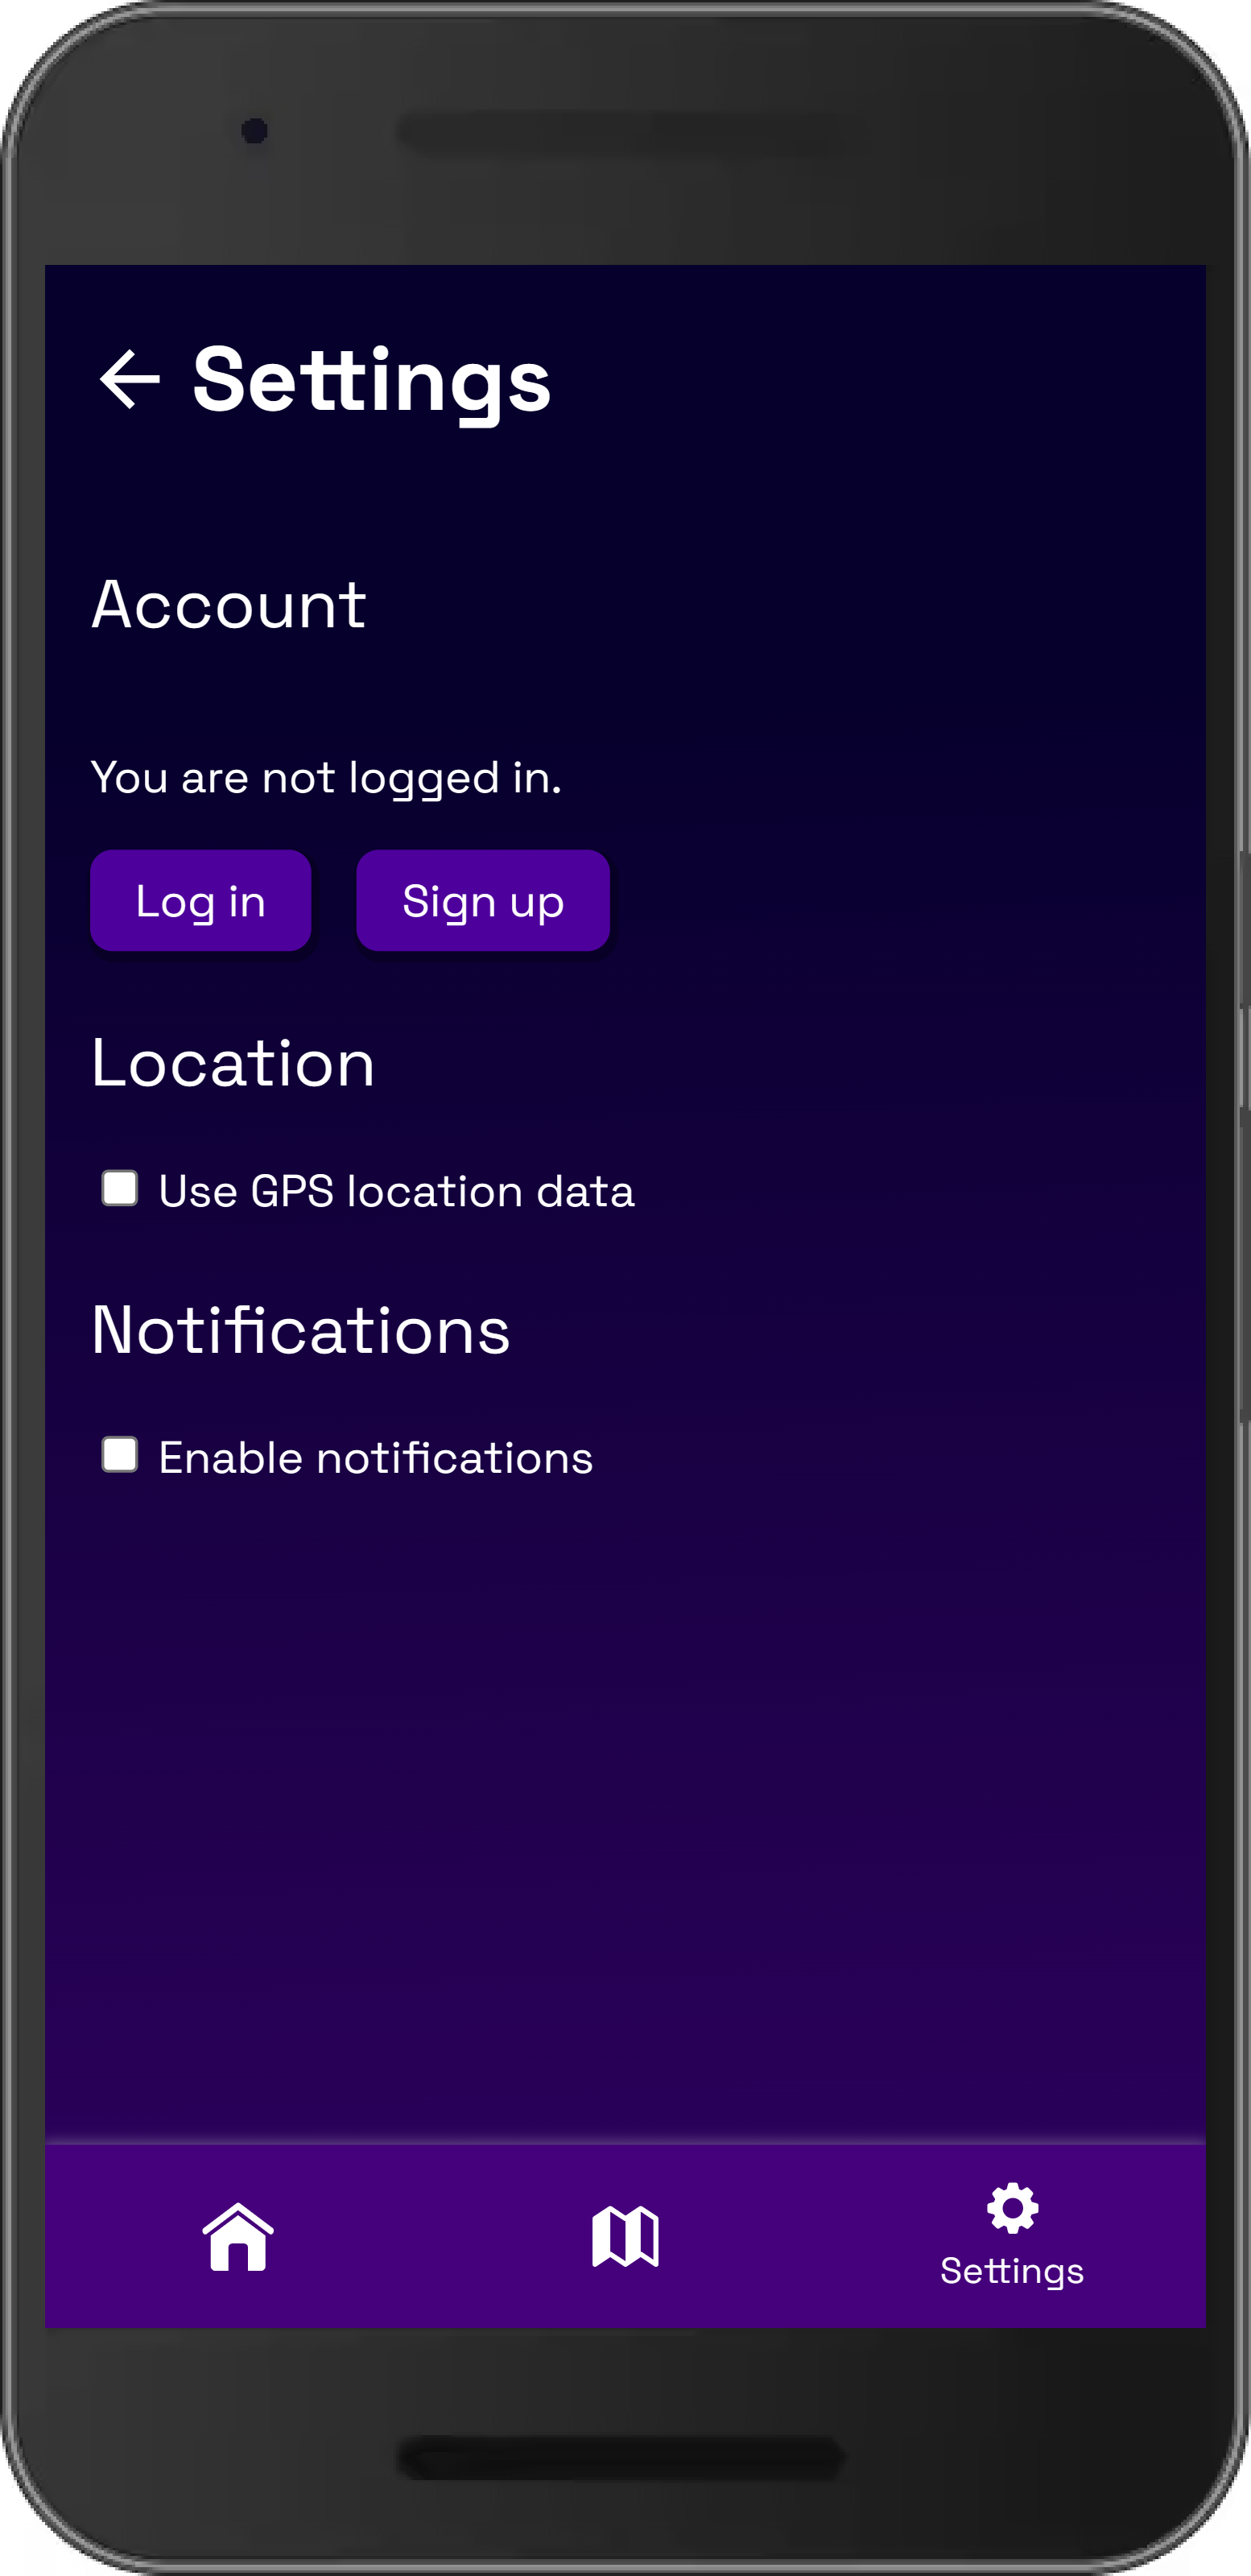 Settings
Account
You are not logged in.
Log in
Sign up
Location
Use GPS location data
Notifications
Enable notifications
Settings